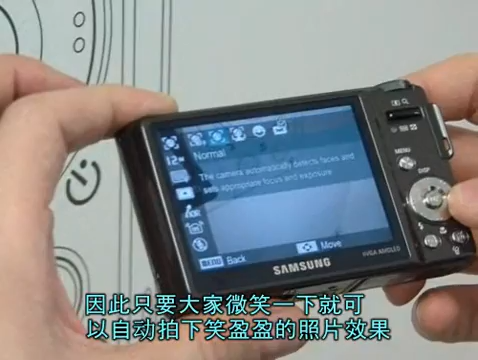 Normal
The camera automatically detects faces and
sets appropriate focus and exposure.
MENU Back
Move
SAMSUNG
MENU
DISP
因此只要大家微笑一下就可
以自动拍下笑盈盈的照片效果